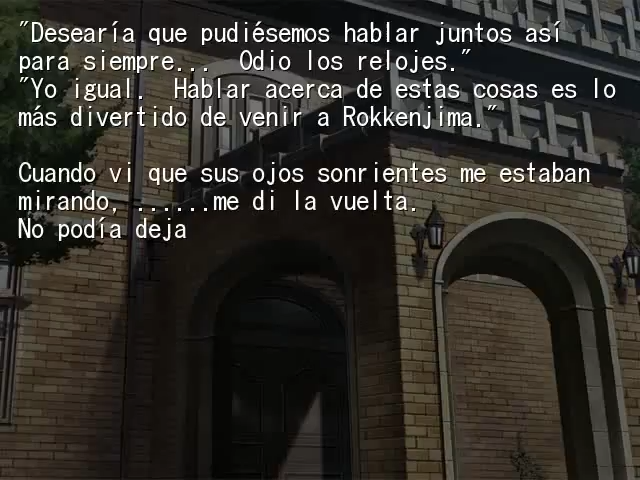 "Desearía que pudiésemos hablar juntos así
para siempre...  Odio los relojes."
"Yo igual.  Hablar acerca de estas cosas es lo
más divertido de venir a Rokkenjima."
Cuando vi que sus ojos sonrientes me estaban
mirando, ......me di la vuelta.
No podía deja